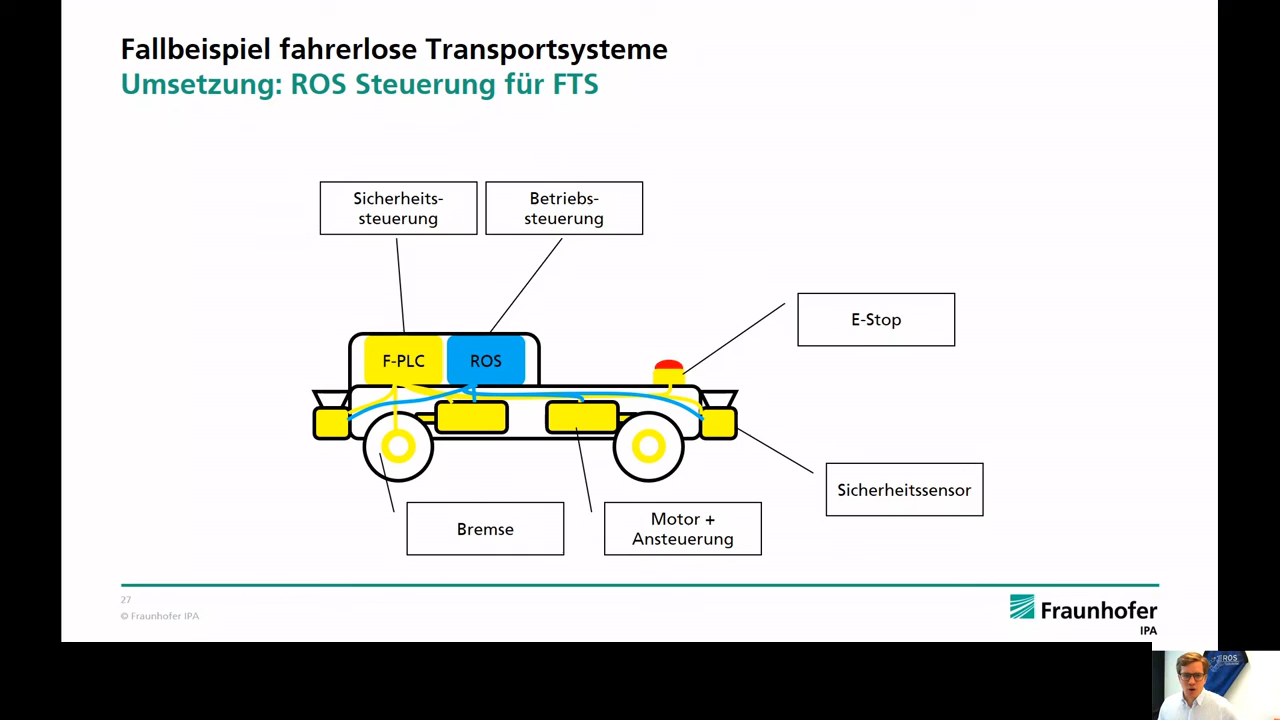 Fallbeispiel fahrerlose Transportsysteme
Umsetzung: ROS Steuerung für FTS
Sicherheits-
steuerung
Betriebs-
steuerung
E-Stop
F-PLC
ROS
Sicherheitssensor
Bremse
Motor +
Ansteuerung
27
© Fraunhofer IPA
Fraunhofer
IPA
ROS